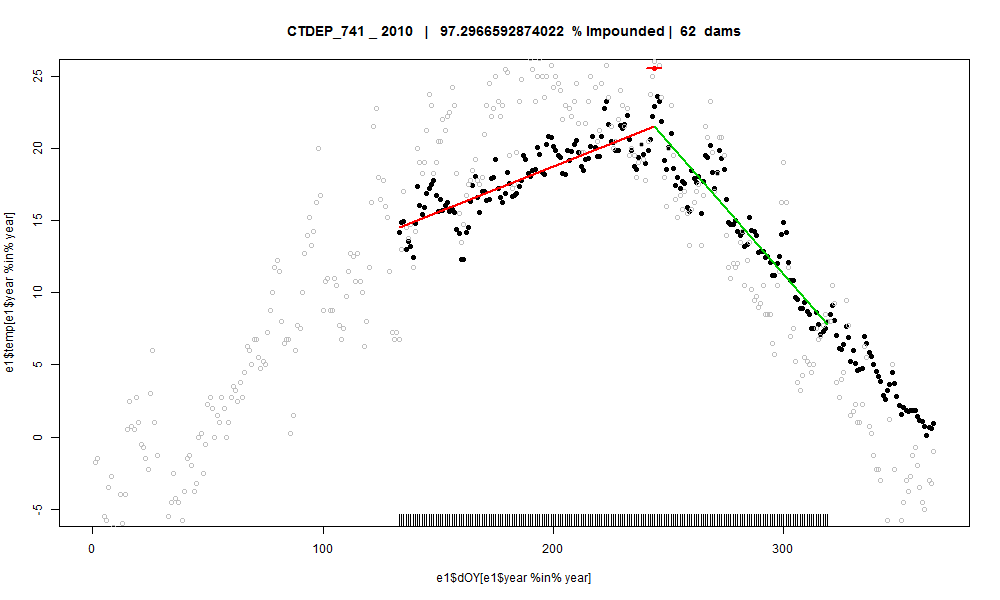 CTDEP_741 _ 2010 | 97.2966592874022 % Impounded | 62 dams
e1$temp[e1$year %in% year]
25
20
15
10
5
0
-5
0 100 200 300
e1$dOY[e1$year %in% year]